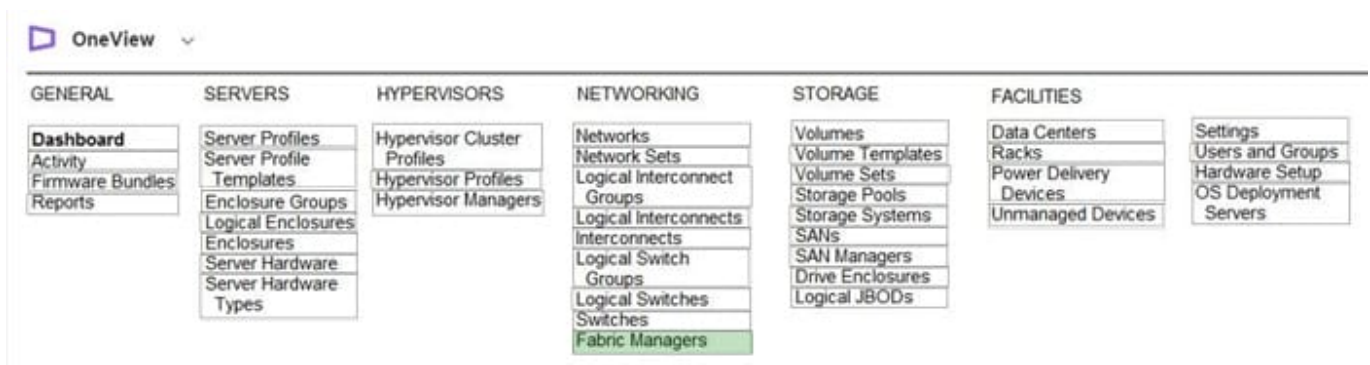 OneView
GENERAL
Dashboard
Activity
Firmware Bundles
Reports
SERVERS
Server Profiles
Server Profile
Templates
Enclosure Groups
Logical Enclosures
Enclosures
Server Hardware
Server Hardware
Types
HYPERVISORS
Hypervisor Cluster
Profiles
Hypervisor Profiles
Hypervisor Managers
NETWORKING
Networks
Network Sets
Logical Interconnect
Groups
Logical Interconnects
Interconnects
Logical Switch
Groups
Logical Switches
Switches
Fabric Managers
STORAGE
Volumes
Volume Templates
Volume Sets
Storage Pools
Storage Systems
SANs
SAN Managers
Drive Enclosures
Logical JBODs
FACILITIES
Data Centers
Racks
Power Delivery
Devices
Unmanaged Devices
Settings
Users and Groups
Hardware Setup
OS Deployment
Servers